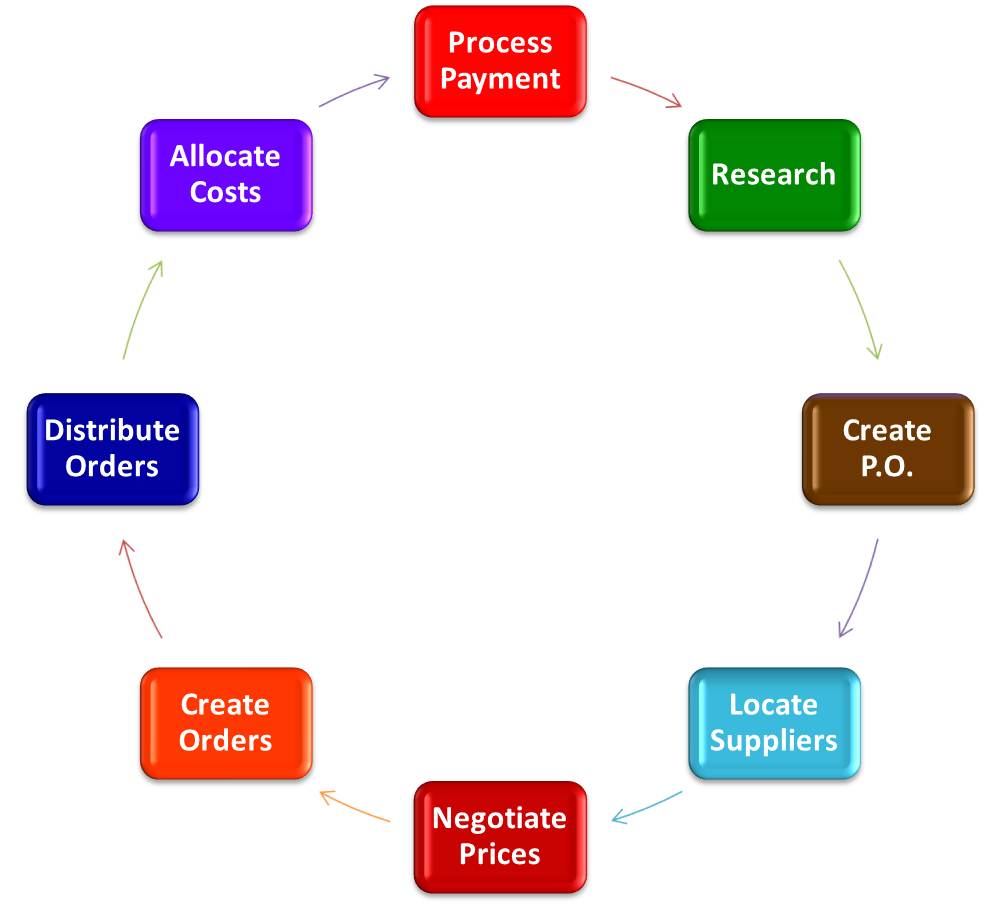 Process
Payment
Research
Create
P.O.
Locate
Suppliers
Negotiate
Prices
Create
Orders
Distribute
Orders
Allocate
Costs